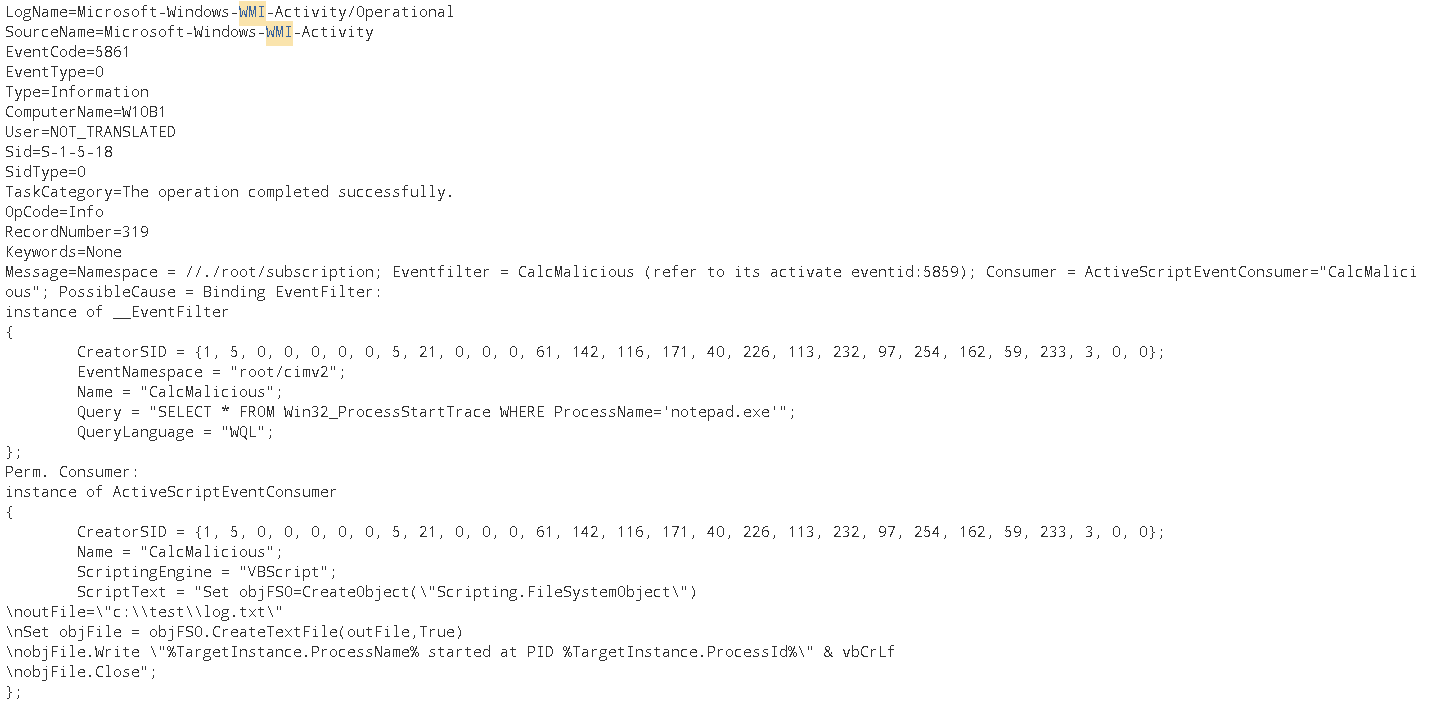 LogName=Microsoft-Windows-WMI-Activity/Operational
SourceName=Microsoft-Windows-WMI-Activity
EventCode=5861
EventType=0
Type=Information
ComputerName=W10B1
User=NOT_TRANSLATED
Sid=S-1-5-18
SidType=0
TaskCategory=The operation completed successfully.
OpCode=Info
RecordNumber=319
Keywords=None
Message=Namespace = //./root/subscription; Eventfilter = CalcMalicious (refer to its activate eventid:5859); Consumer = ActiveScriptEventConsumer="CalcMalici
ous"; PossibleCause = Binding EventFilter:
instance of __EventFilter
{
        CreatorSID = {1, 5, 0, 0, 0, 0, 0, 5, 21, 0, 0, 0, 61, 142, 116, 171, 40, 226, 113, 232, 97, 254, 162, 59, 233, 3, 0, 0};
        EventNamespace = "root/cimv2";
        Name = "CalcMalicious";
        Query = "SELECT * FROM Win32_ProcessStartTrace WHERE ProcessName='notepad.exe'";
        QueryLanguage = "WQL";
};
Perm. Consumer:
instance of ActiveScriptEventConsumer
{
        CreatorSID = {1, 5, 0, 0, 0, 0, 0, 5, 21, 0, 0, 0, 61, 142, 116, 171, 40, 226, 113, 232, 97, 254, 162, 59, 233, 3, 0, 0};
        Name = "CalcMalicious";
        ScriptingEngine = "VBScript";
        ScriptText = "Set objFSO=CreateObject(\"Scripting.FileSystemObject\")
\noutFile=\"c:\\test\\log.txt\"
\nSet objFile = objFSO.CreateTextFile(outFile,True)
\nobjFile.Write \"%TargetInstance.ProcessName% started at PID %TargetInstance.ProcessId%\" & vbCrLf
\nobjFile.Close";
};